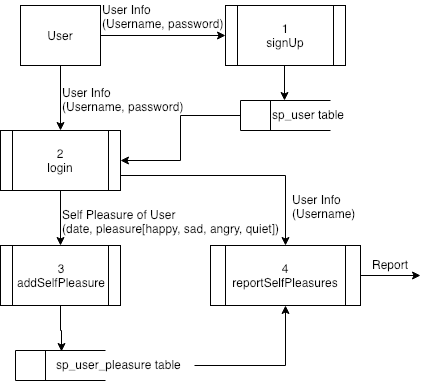 User
User Info
(Username, password)
1
signUp
User Info
(Username, password)
sp_user table
2
login
User Info
(Username)
Self Pleasure of User
(date, pleasure[happy, sad, angry, quiet])
3
addSelfPleasure
4
reportSelfPleasures
Report
sp_user_pleasure table